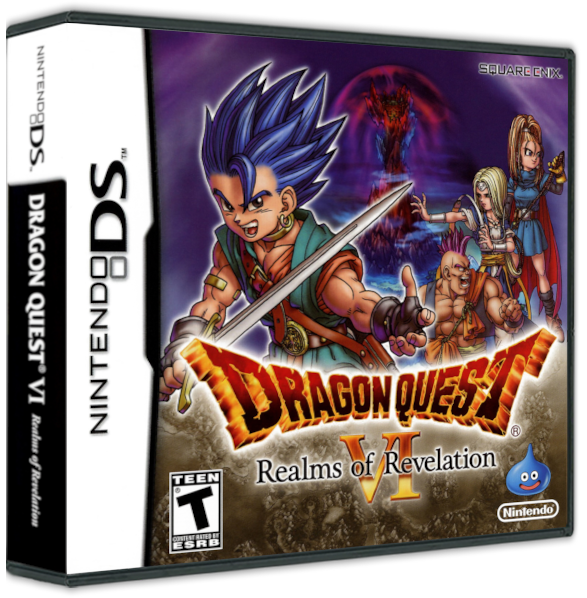 NINTENDO DS
DRAGON QUEST® VI
Realms of Revelation
NINTENDO DS™
SQUARE ENIX
DRAGON QUEST®
VI
Realms of Revelation
TEEN
T
CONTENT RATED BY
ESRB
Nintendo